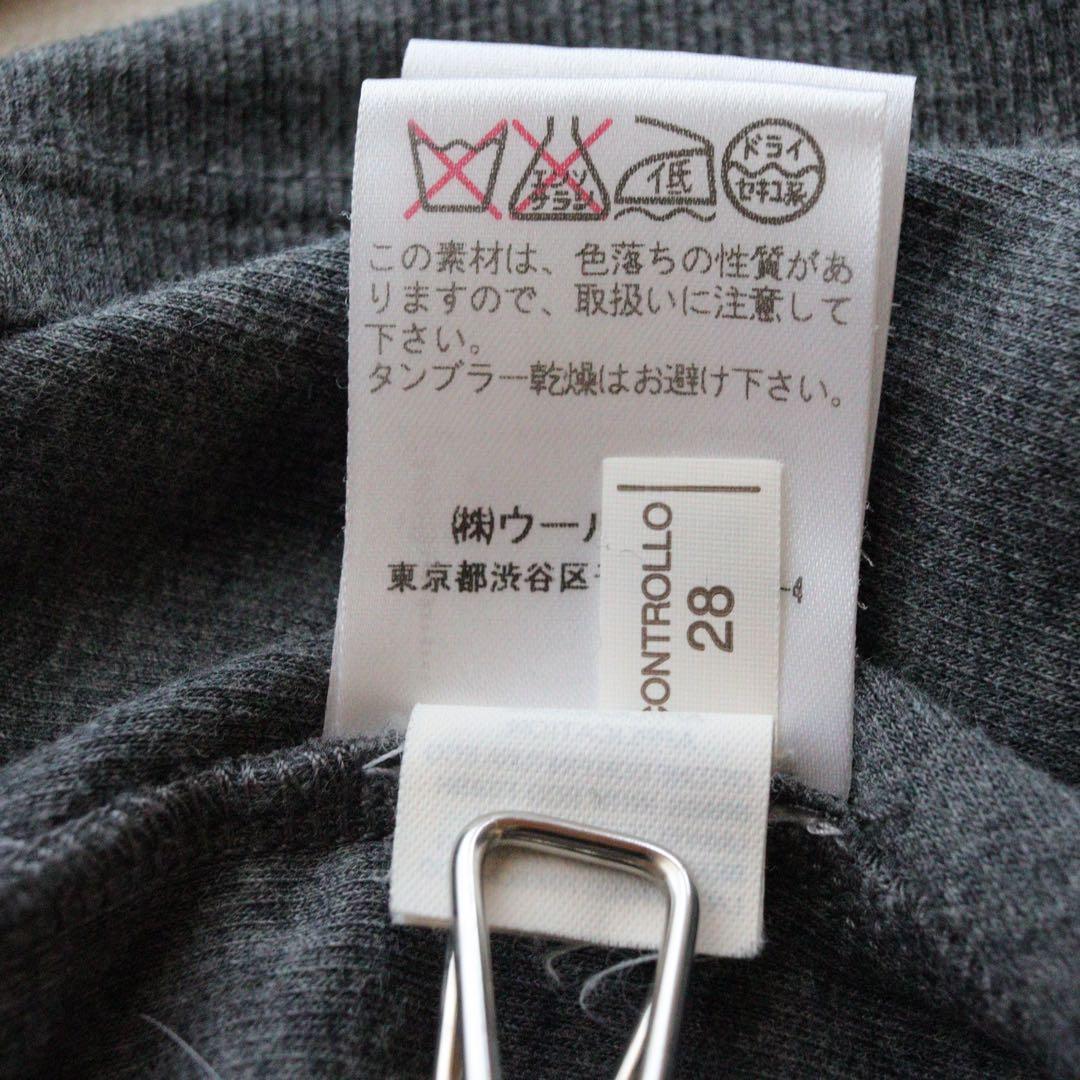 エンソ
サラシ
低
ドライ
セキユ系
この素材は、色落ちの性質があ
りますので、取扱いに注意して
下さい。
タンブラー乾燥はお避け下さい。
㈱ウール
東京都渋谷区
-4
CONTROLLO
28